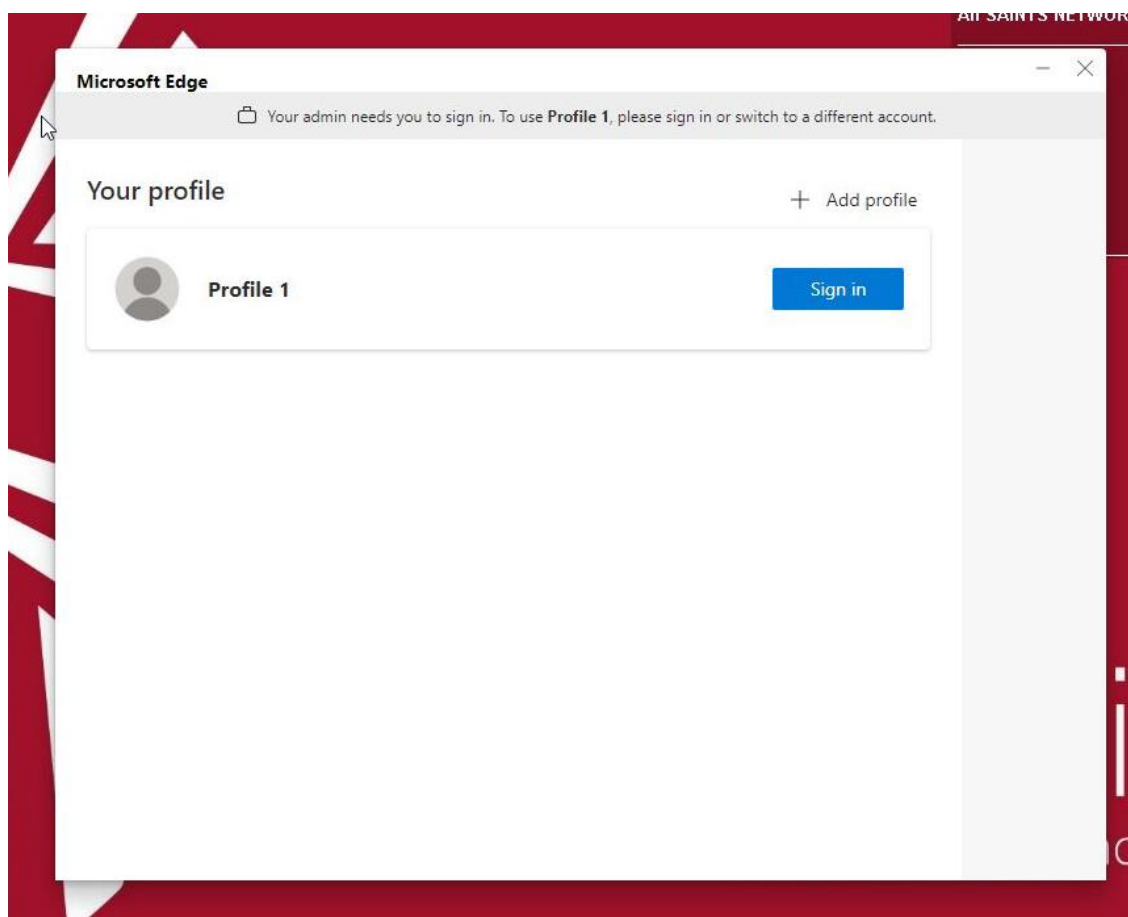 All SAINTS NETWOR
Microsoft Edge
Your admin needs you to sign in. To use Profile 1, please sign in or switch to a different account.
Your profile
+ Add profile
Profile 1
Sign in